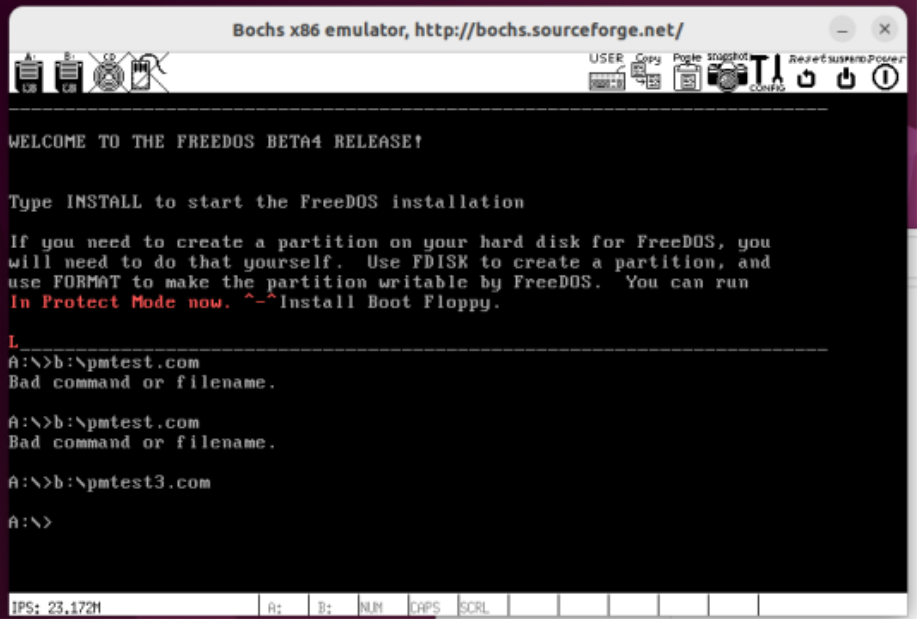 Bochs x86 emulator, http://bochs.sourceforge.net/
A: B: CD USER Copy Paste snapshot CONFIG Reset SUSPEND Power
WELCOME TO THE FREEDOS BETA4 RELEASE!
Type INSTALL to start the FreeDOS installation
If you need to create a partition on your hard disk for FreeDOS, you
will need to do that yourself.  Use FDISK to create a partition, and
use FORMAT to make the partition writable by FreeDOS.  You can run
In Protect Mode now. ^-^Install Boot Floppy.
L
A:\>b:\pmtest.com
Bad command or filename.
A:\>b:\pmtest.com
Bad command or filename.
A:\>b:\pmtest3.com
A:\>
IPS: 23,172M A: B: NUM CAPS SCRL